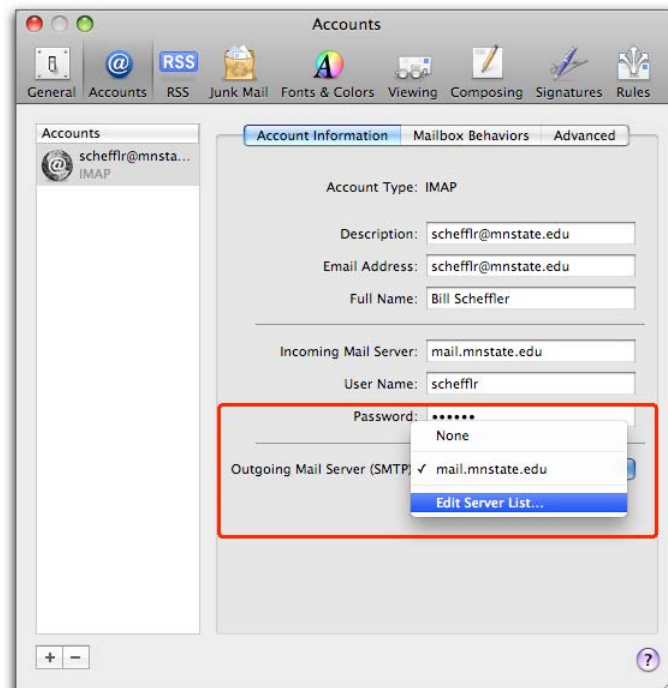 Accounts
General Accounts RSS Junk Mail Fonts & Colors Viewing Composing Signatures Rules
Accounts
schefflr@mnsta...
IMAP
Account Information Mailbox Behaviors Advanced
Account Type: IMAP
Description: schefflr@mnstate.edu
Email Address: schefflr@mnstate.edu
Full Name: Bill Scheffler
Incoming Mail Server: mail.mnstate.edu
User Name: schefflr
Password: ••••••
None
Outgoing Mail Server (SMTP) ✓ mail.mnstate.edu
Edit Server List...